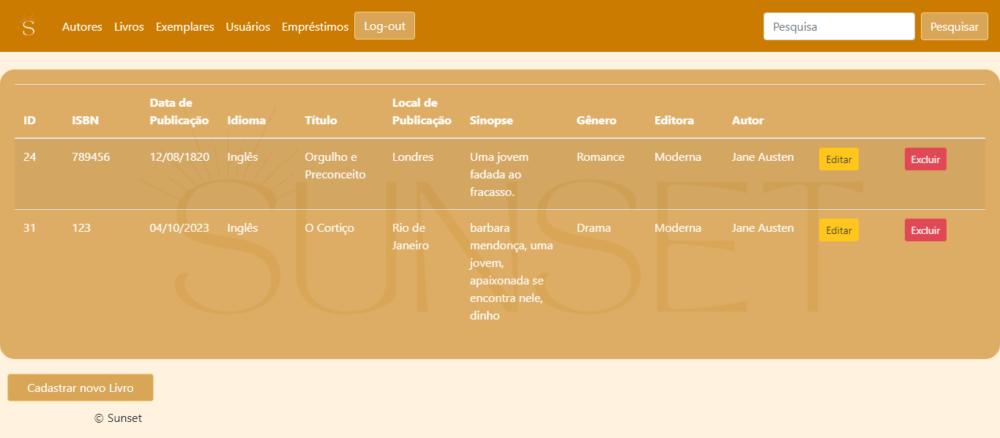 S Autores Livros Exemplares Usuários Empréstimos Log-out Pesquisa Pesquisar
ID ISBN Data de Publicação Idioma Título Local de Publicação Sinopse Gênero Editora Autor
24 789456 12/08/1820 Inglês Orgulho e Preconceito Londres Uma jovem fadada ao fracasso. Romance Moderna Jane Austen Editar Excluir
31 123 04/10/2023 Inglês O Cortiço Rio de Janeiro barbara mendonça, uma jovem, apaixonada se encontra nele, dinho Drama Moderna Jane Austen Editar Excluir
SUNSET
Cadastrar novo Livro
© Sunset